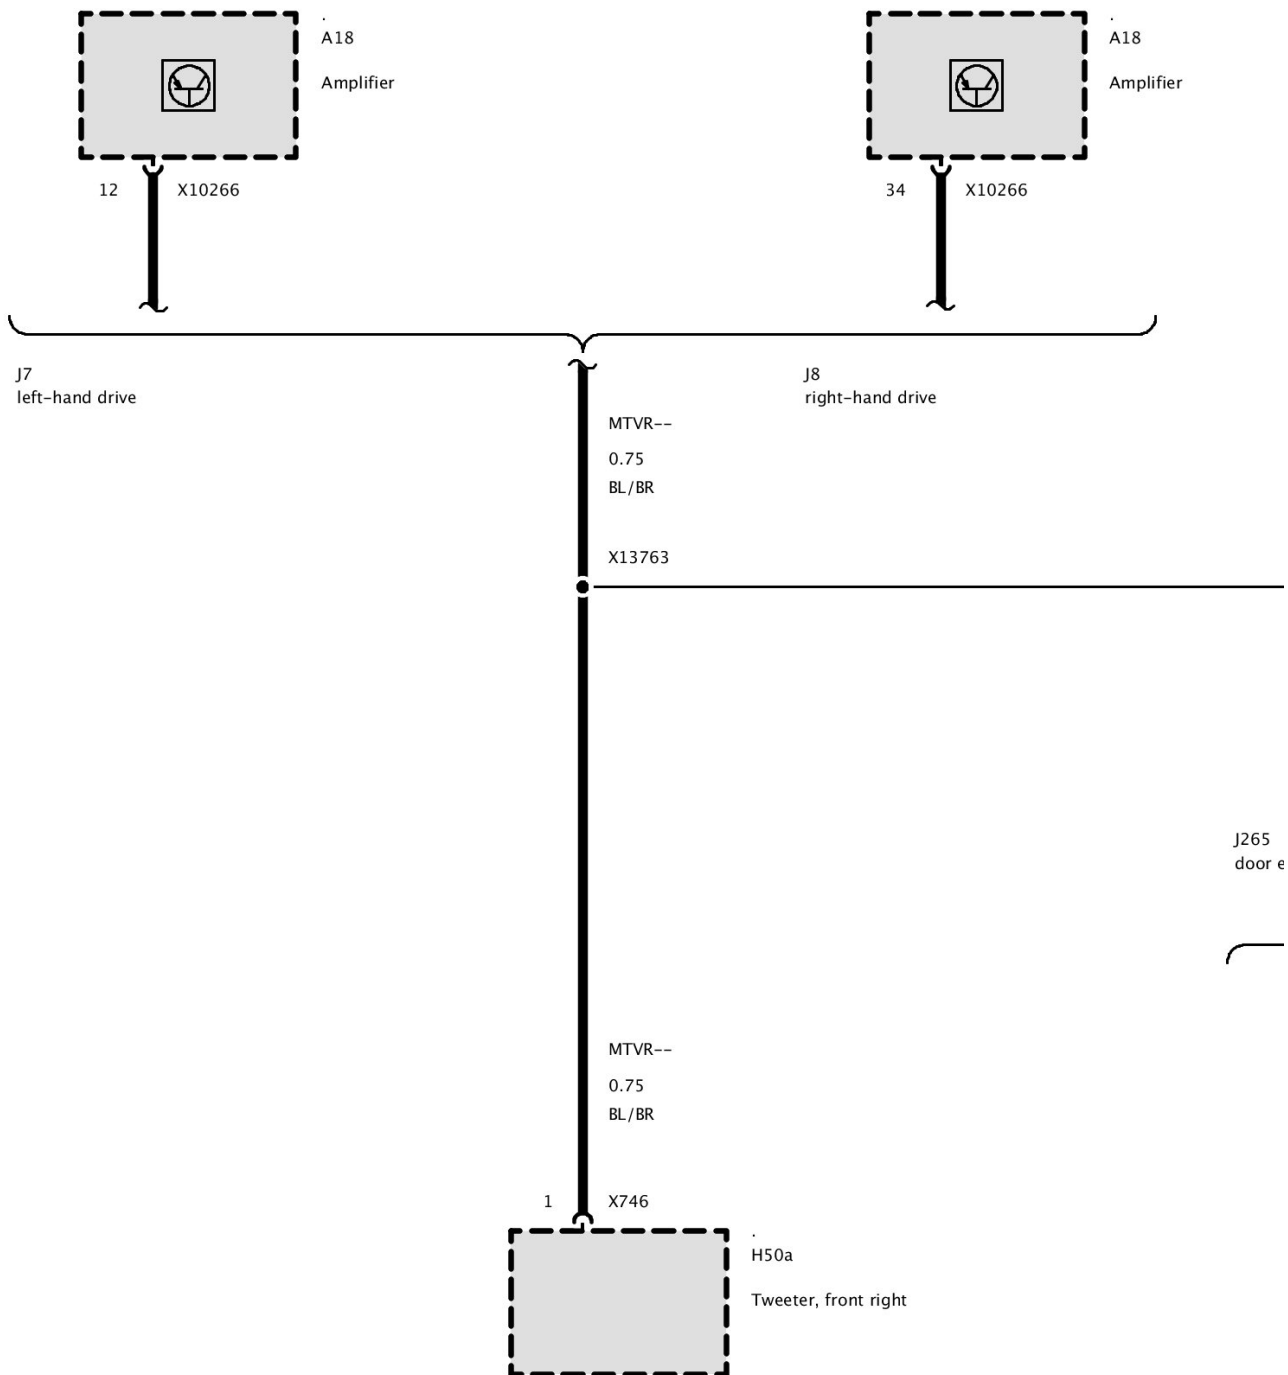 .
A18
Amplifier
12
X10266
.
A18
Amplifier
34
X10266
J7
left-hand drive
J8
right-hand drive
MTVR--
0.75
BL/BR
X13763
J265
door e
MTVR--
0.75
BL/BR
1
X746
.
H50a
Tweeter, front right